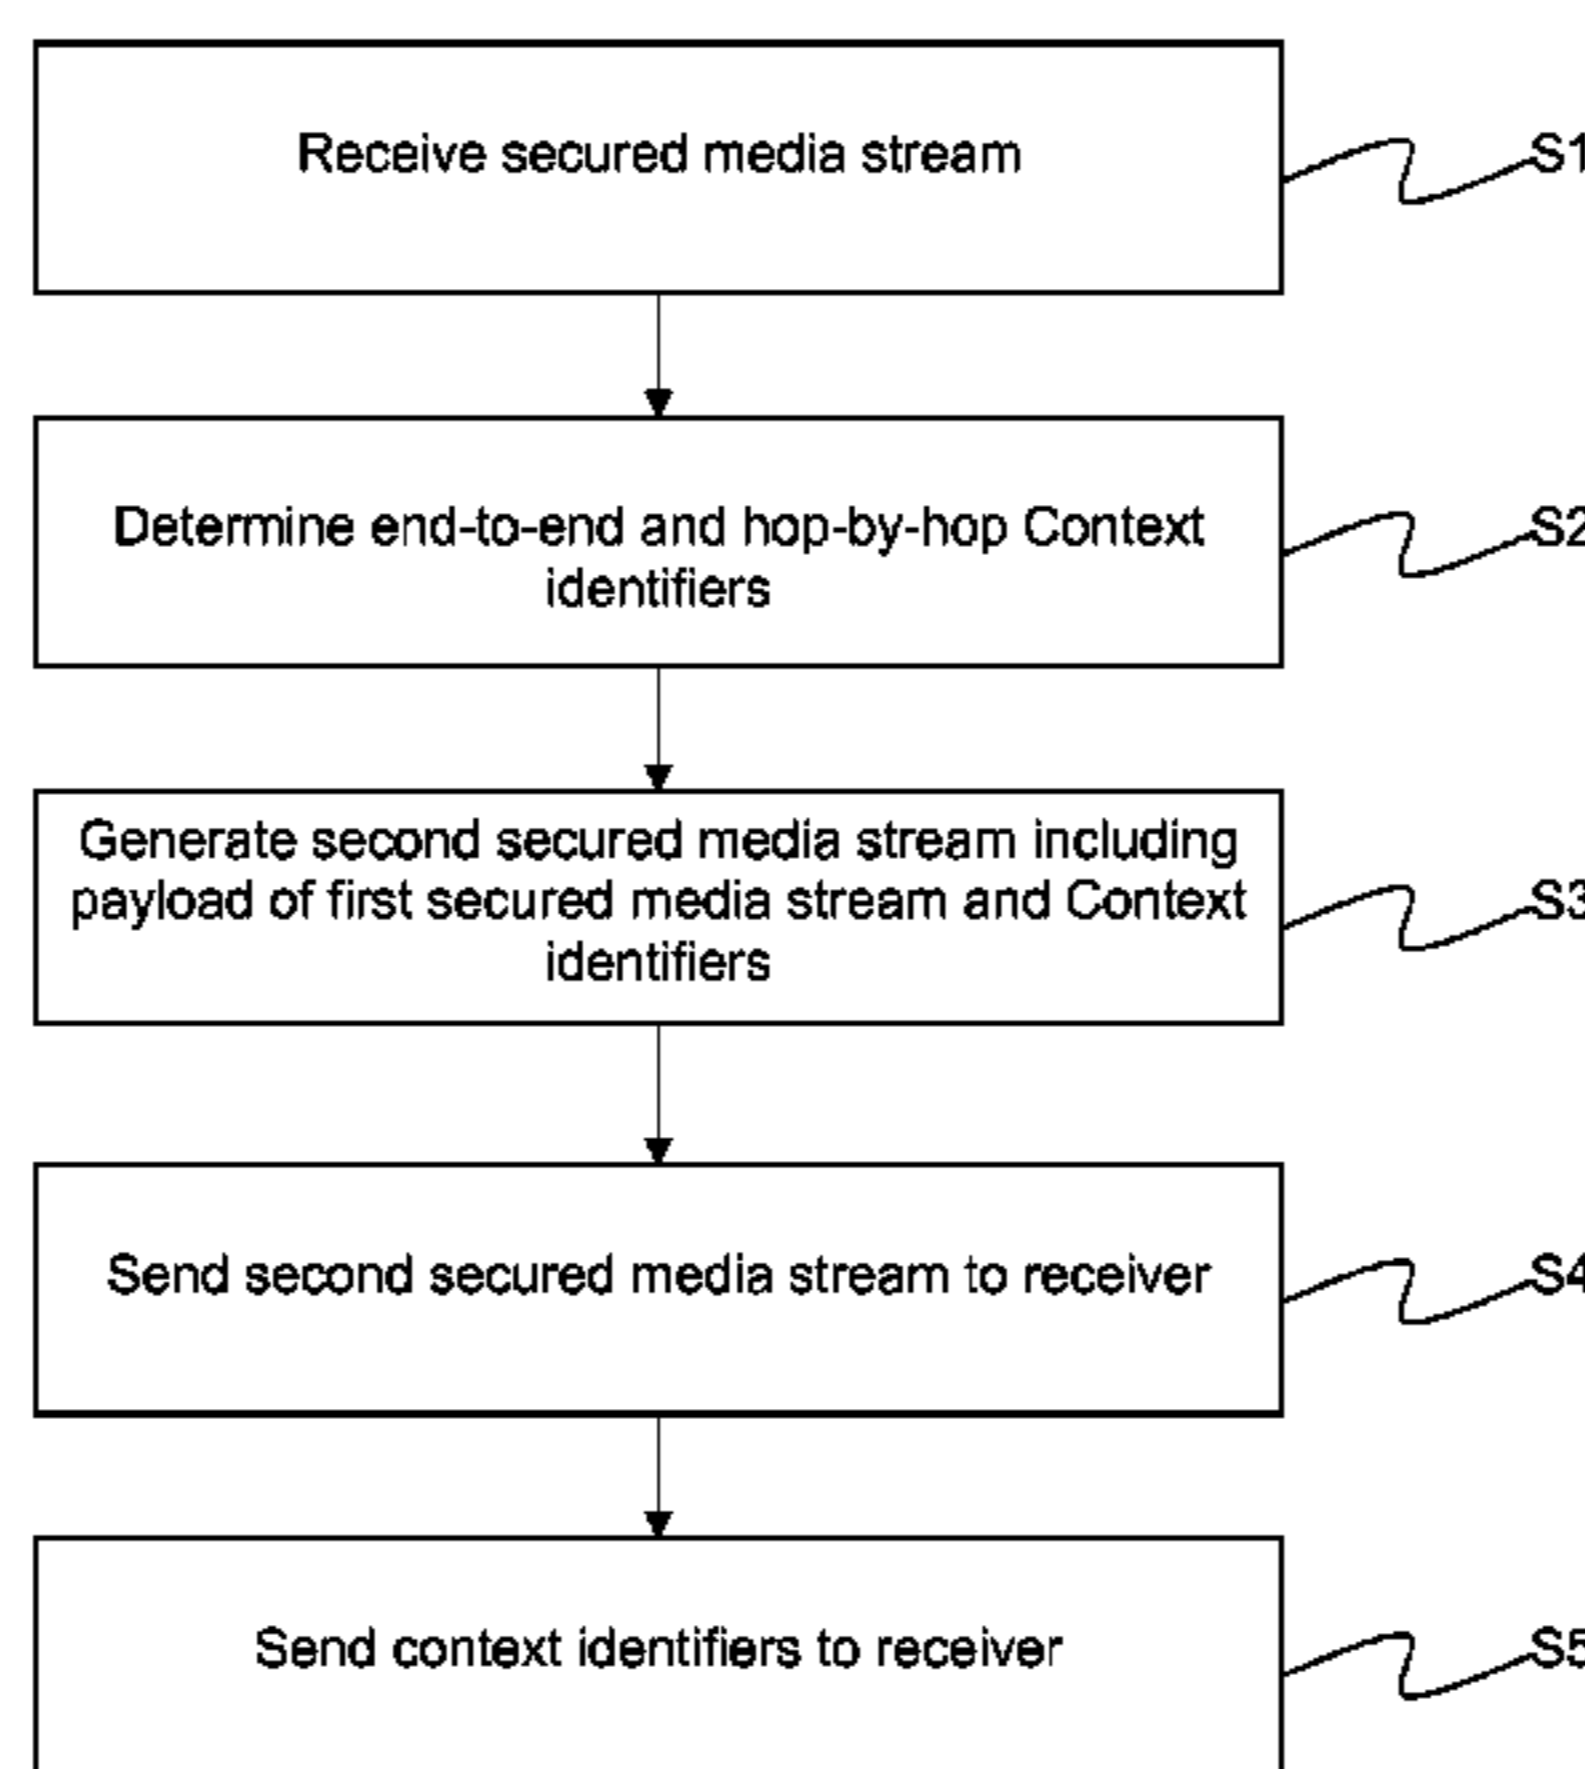 Receive secured media stream
S1
Determine end-to-end and hop-by-hop Context
identifiers
S2
Generate second secured media stream including
payload of first secured media stream and Context
identifiers
S3
Send second secured media stream to receiver
S4
Send context identifiers to receiver
S5